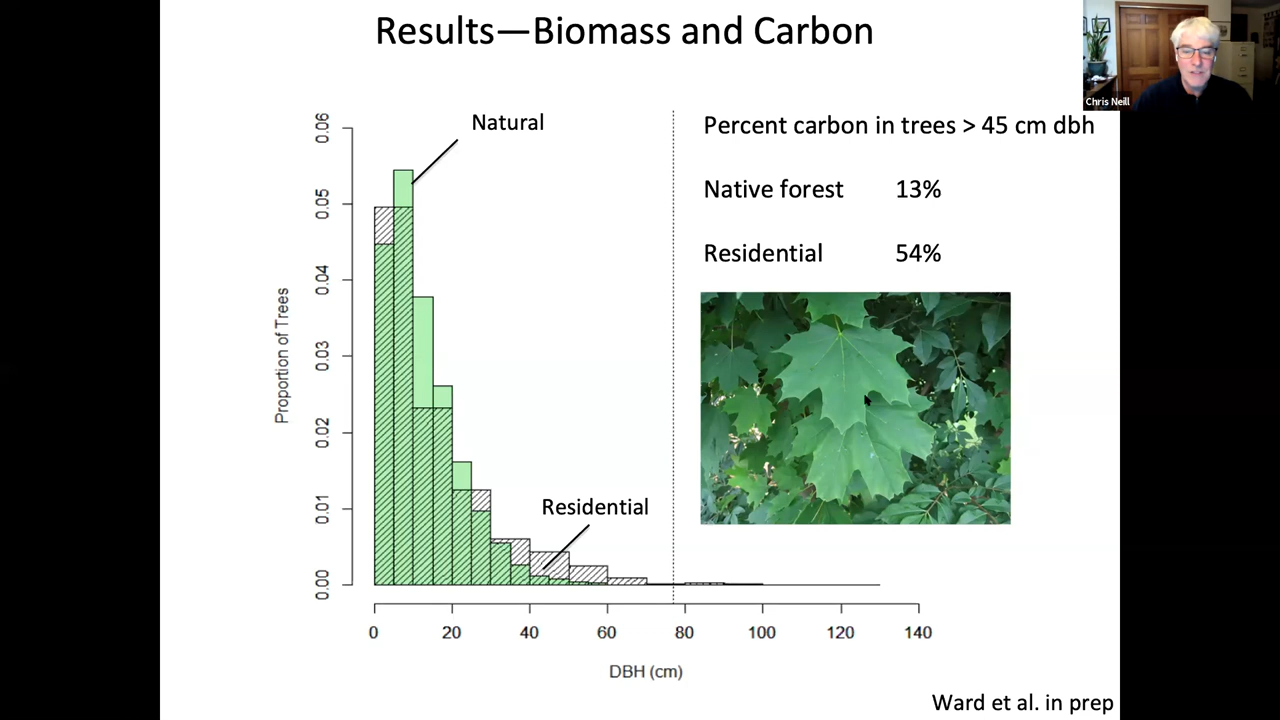 Results—Biomass and Carbon
Chris Neill
Natural
Residential
Proportion of Trees
0.06
0.05
0.04
0.03
0.02
0.01
0.00
0 20 40 60 80 100 120 140
DBH (cm)
Percent carbon in trees > 45 cm dbh
Native forest 13%
Residential 54%
Ward et al. in prep